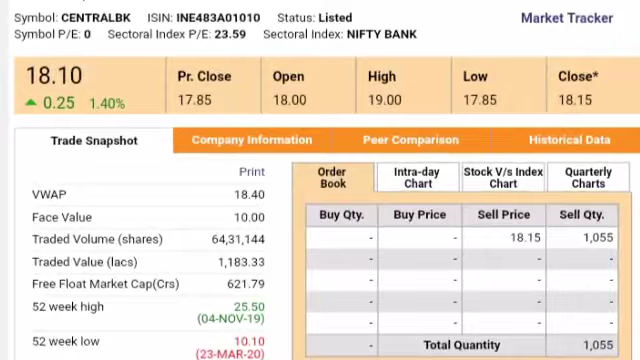 Symbol: CENTRALBK ISIN: INE483A01010 Status: Listed Market Tracker
Symbol P/E: 0 Sectoral Index P/E: 23.59 Sectoral Index: NIFTY BANK
18.10 Pr. Close Open High Low Close*
0.25 1.40% 17.85 18.00 19.00 17.85 18.15
Trade Snapshot Company Information Peer Comparison Historical Data
Print
VWAP 18.40
Face Value 10.00
Traded Volume (shares) 64,31,144
Traded Value (lacs) 1,183.33
Free Float Market Cap(Crs) 621.79
52 week high 25.50
(04-NOV-19)
52 week low 10.10
(23-MAR-20)
Order Book Intra-day Chart Stock V/s Index Chart Quarterly Charts
Buy Qty. Buy Price Sell Price Sell Qty.
- - 18.15 1,055
- - - -
- - - -
- - - -
- - - -
- Total Quantity 1,055